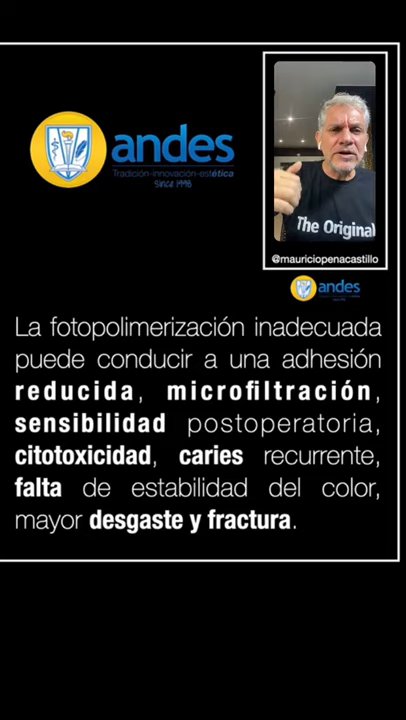 andes
Tradición-innovación-estética
Since 1996
The Original
@mauriciopenacastillo
andes
La fotopolimerización inadecuada
puede conducir a una adhesión
reducida, microfiltración,
sensibilidad postoperatoria,
citotoxicidad, caries recurrente,
falta de estabilidad del color,
mayor desgaste y fractura.